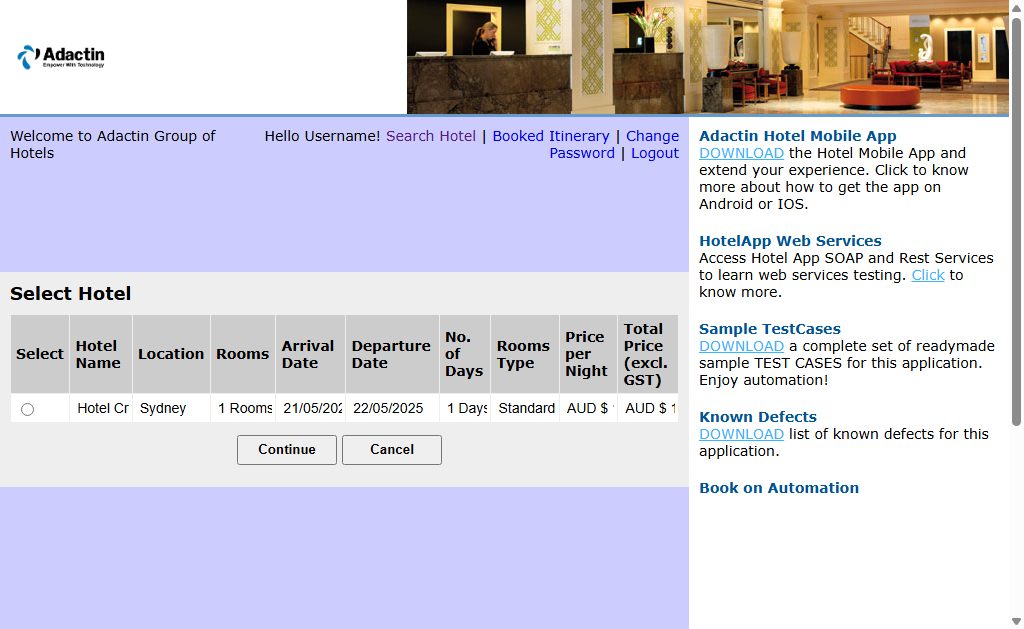 Adactin
Empower With Technology
Welcome to Adactin Group of
Hotels
Hello Username! Search Hotel | Booked Itinerary | Change
Password | Logout
Select Hotel
Select
Hotel
Name
Location
Rooms
Arrival
Date
Departure
Date
No.
of
Days
Rooms
Type
Price
per
Night
Total
Price
(excl.
GST)
Hotel Cr
Sydney
1 Rooms
21/05/202
22/05/2025
1 Days
Standard
AUD $
AUD $ 1
Continue
Cancel
Adactin Hotel Mobile App
DOWNLOAD the Hotel Mobile App and
extend your experience. Click to know
more about how to get the app on
Android or IOS.
HotelApp Web Services
Access Hotel App SOAP and Rest Services
to learn web services testing. Click to
know more.
Sample TestCases
DOWNLOAD a complete set of readymade
sample TEST CASES for this application.
Enjoy automation!
Known Defects
DOWNLOAD list of known defects for this
application.
Book on Automation